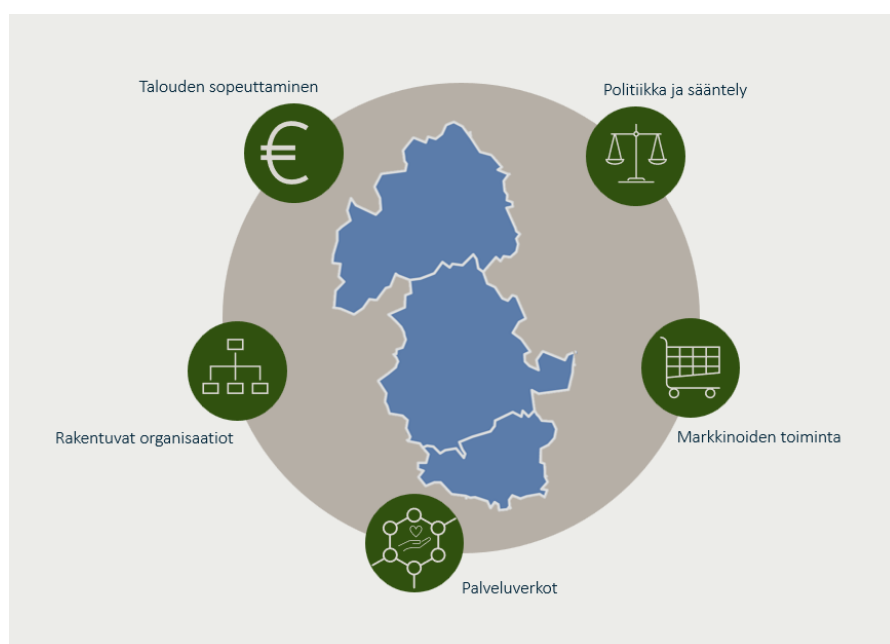 Talouden sopeuttaminen
Politiikka ja sääntely
€
Rakentuvat organisaatiot
Markkinoiden toiminta
Palveluverkot